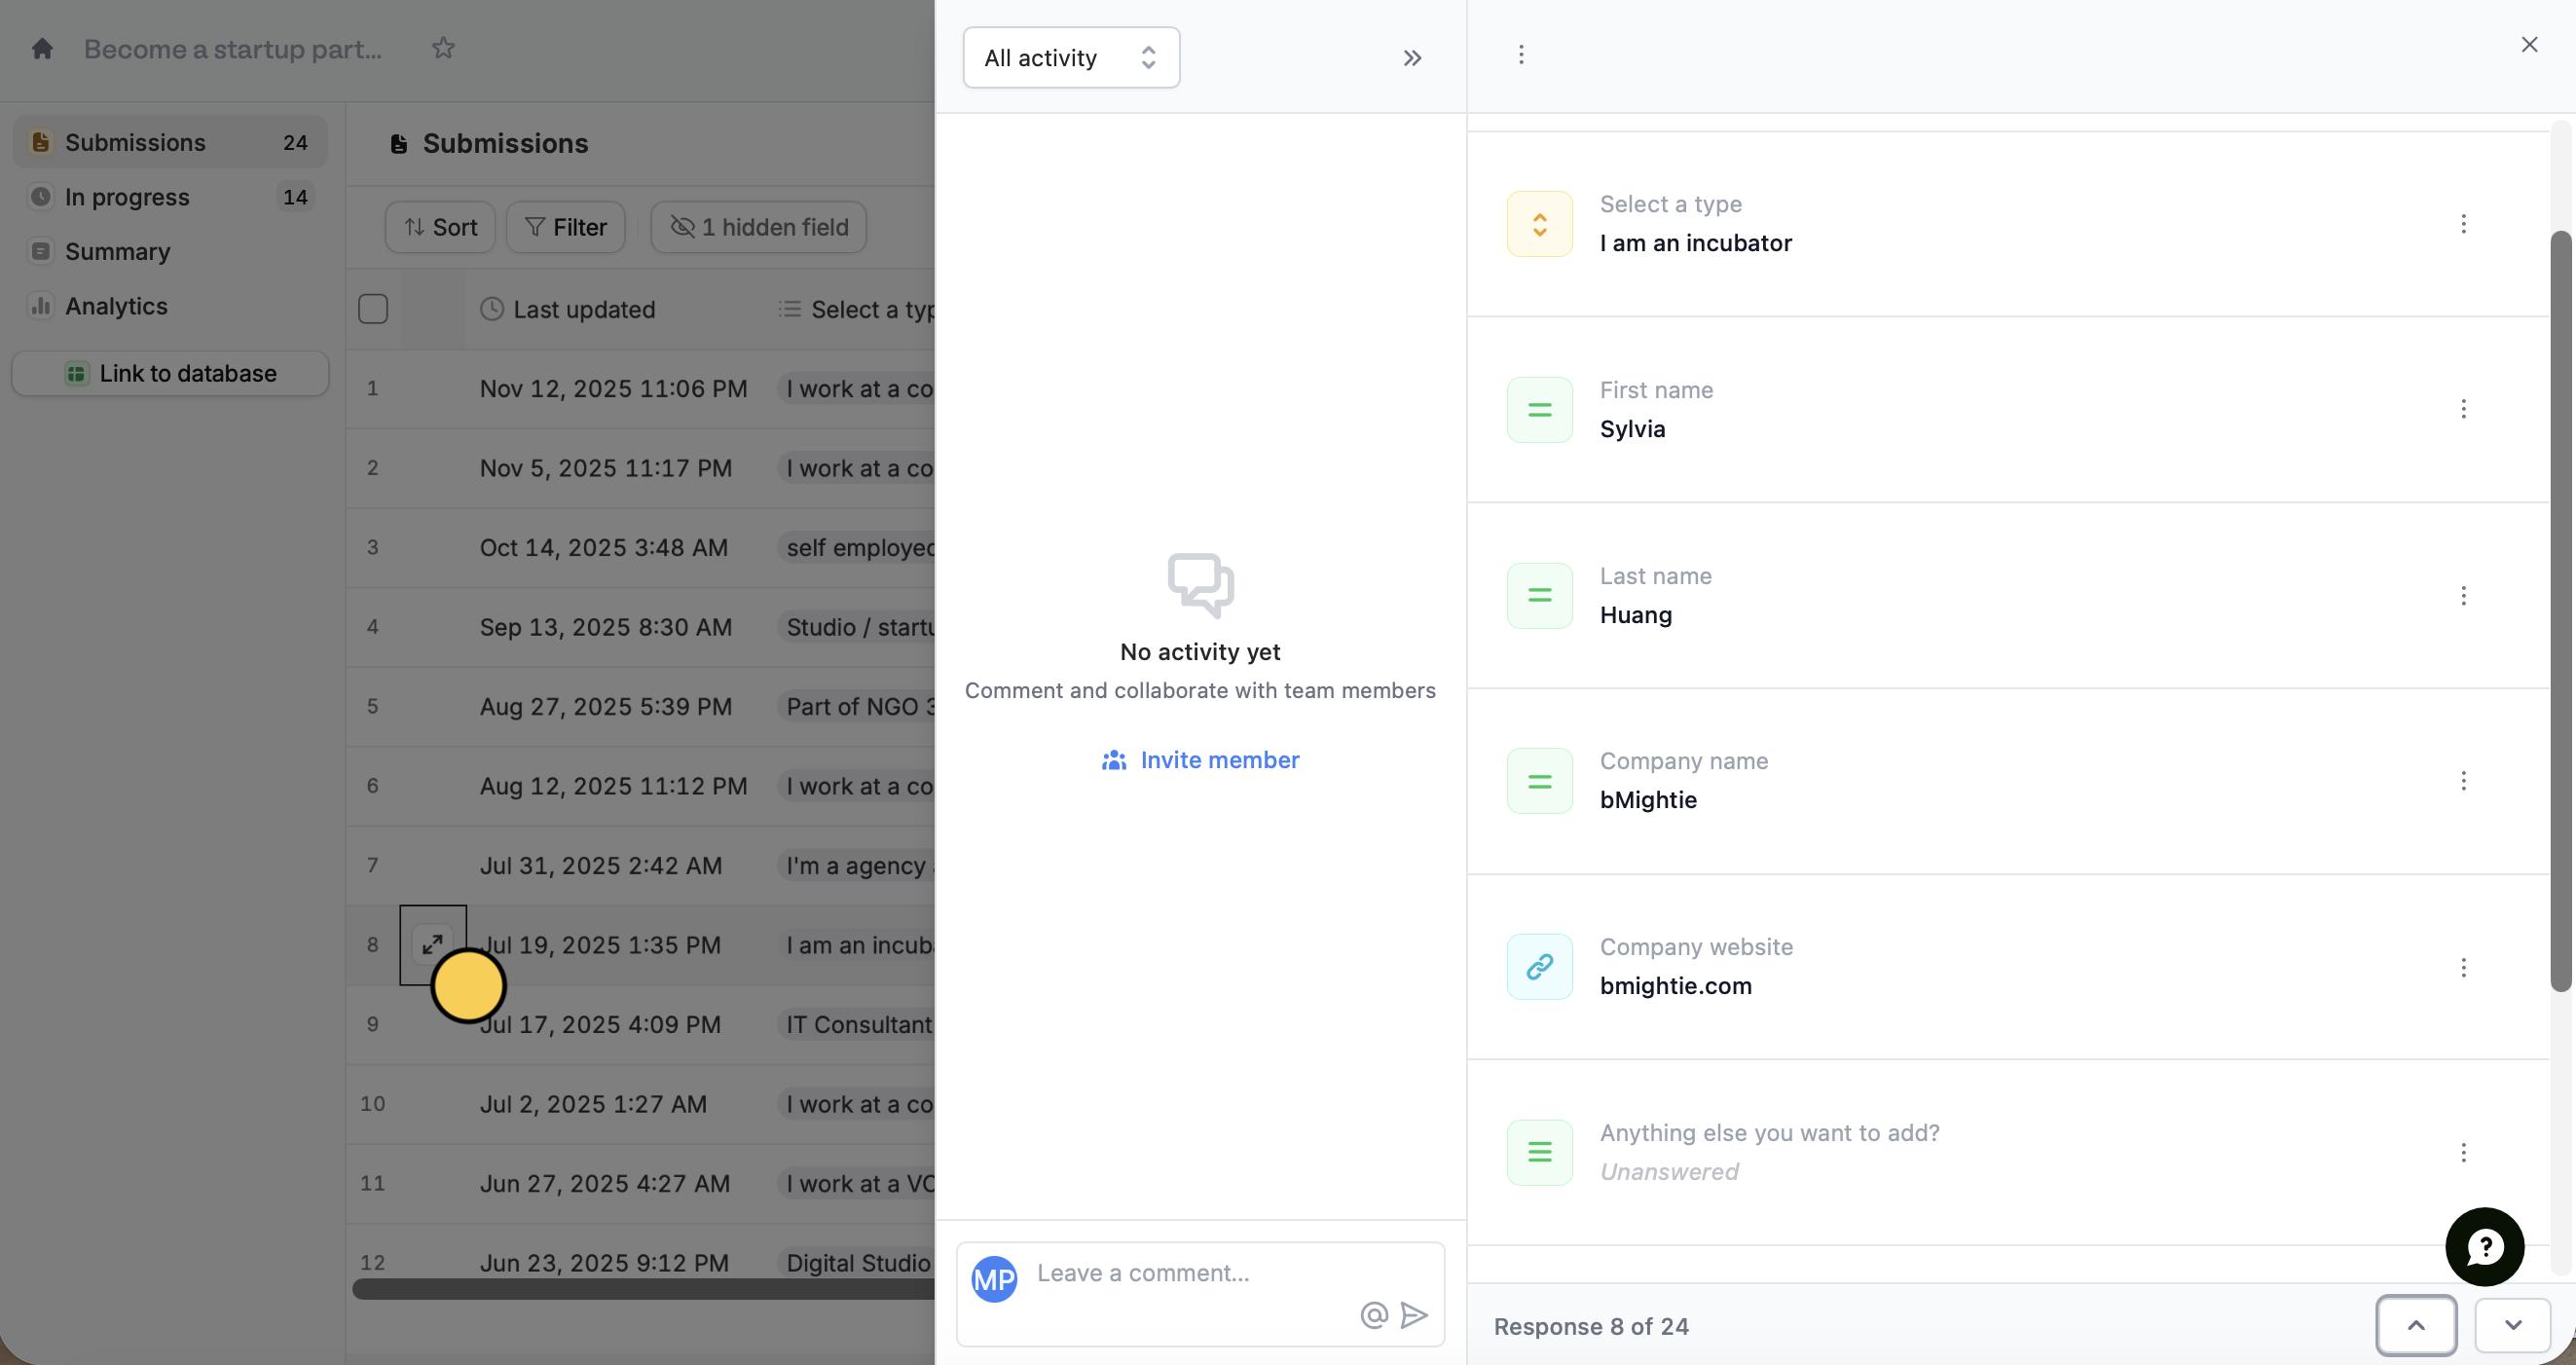 Become a startup part...
Submissions 24
In progress 14
Summary
Analytics
Link to database
Submissions
Sort Filter 1 hidden field
Last updated Select a typ
1 Nov 12, 2025 11:06 PM I work at a co
2 Nov 5, 2025 11:17 PM I work at a co
3 Oct 14, 2025 3:48 AM self employed
4 Sep 13, 2025 8:30 AM Studio / startu
5 Aug 27, 2025 5:39 PM Part of NGO 3
6 Aug 12, 2025 11:12 PM I work at a co
7 Jul 31, 2025 2:42 AM I'm a agency
8 Jul 19, 2025 1:35 PM I am an incub
9 Jul 17, 2025 4:09 PM IT Consultant
10 Jul 2, 2025 1:27 AM I work at a co
11 Jun 27, 2025 4:27 AM I work at a VC
12 Jun 23, 2025 9:12 PM Digital Studio
All activity
No activity yet
Comment and collaborate with team members
Invite member
MP Leave a comment...
Select a type
I am an incubator
First name
Sylvia
Last name
Huang
Company name
bMightie
Company website
bmightie.com
Anything else you want to add?
Unanswered
Response 8 of 24